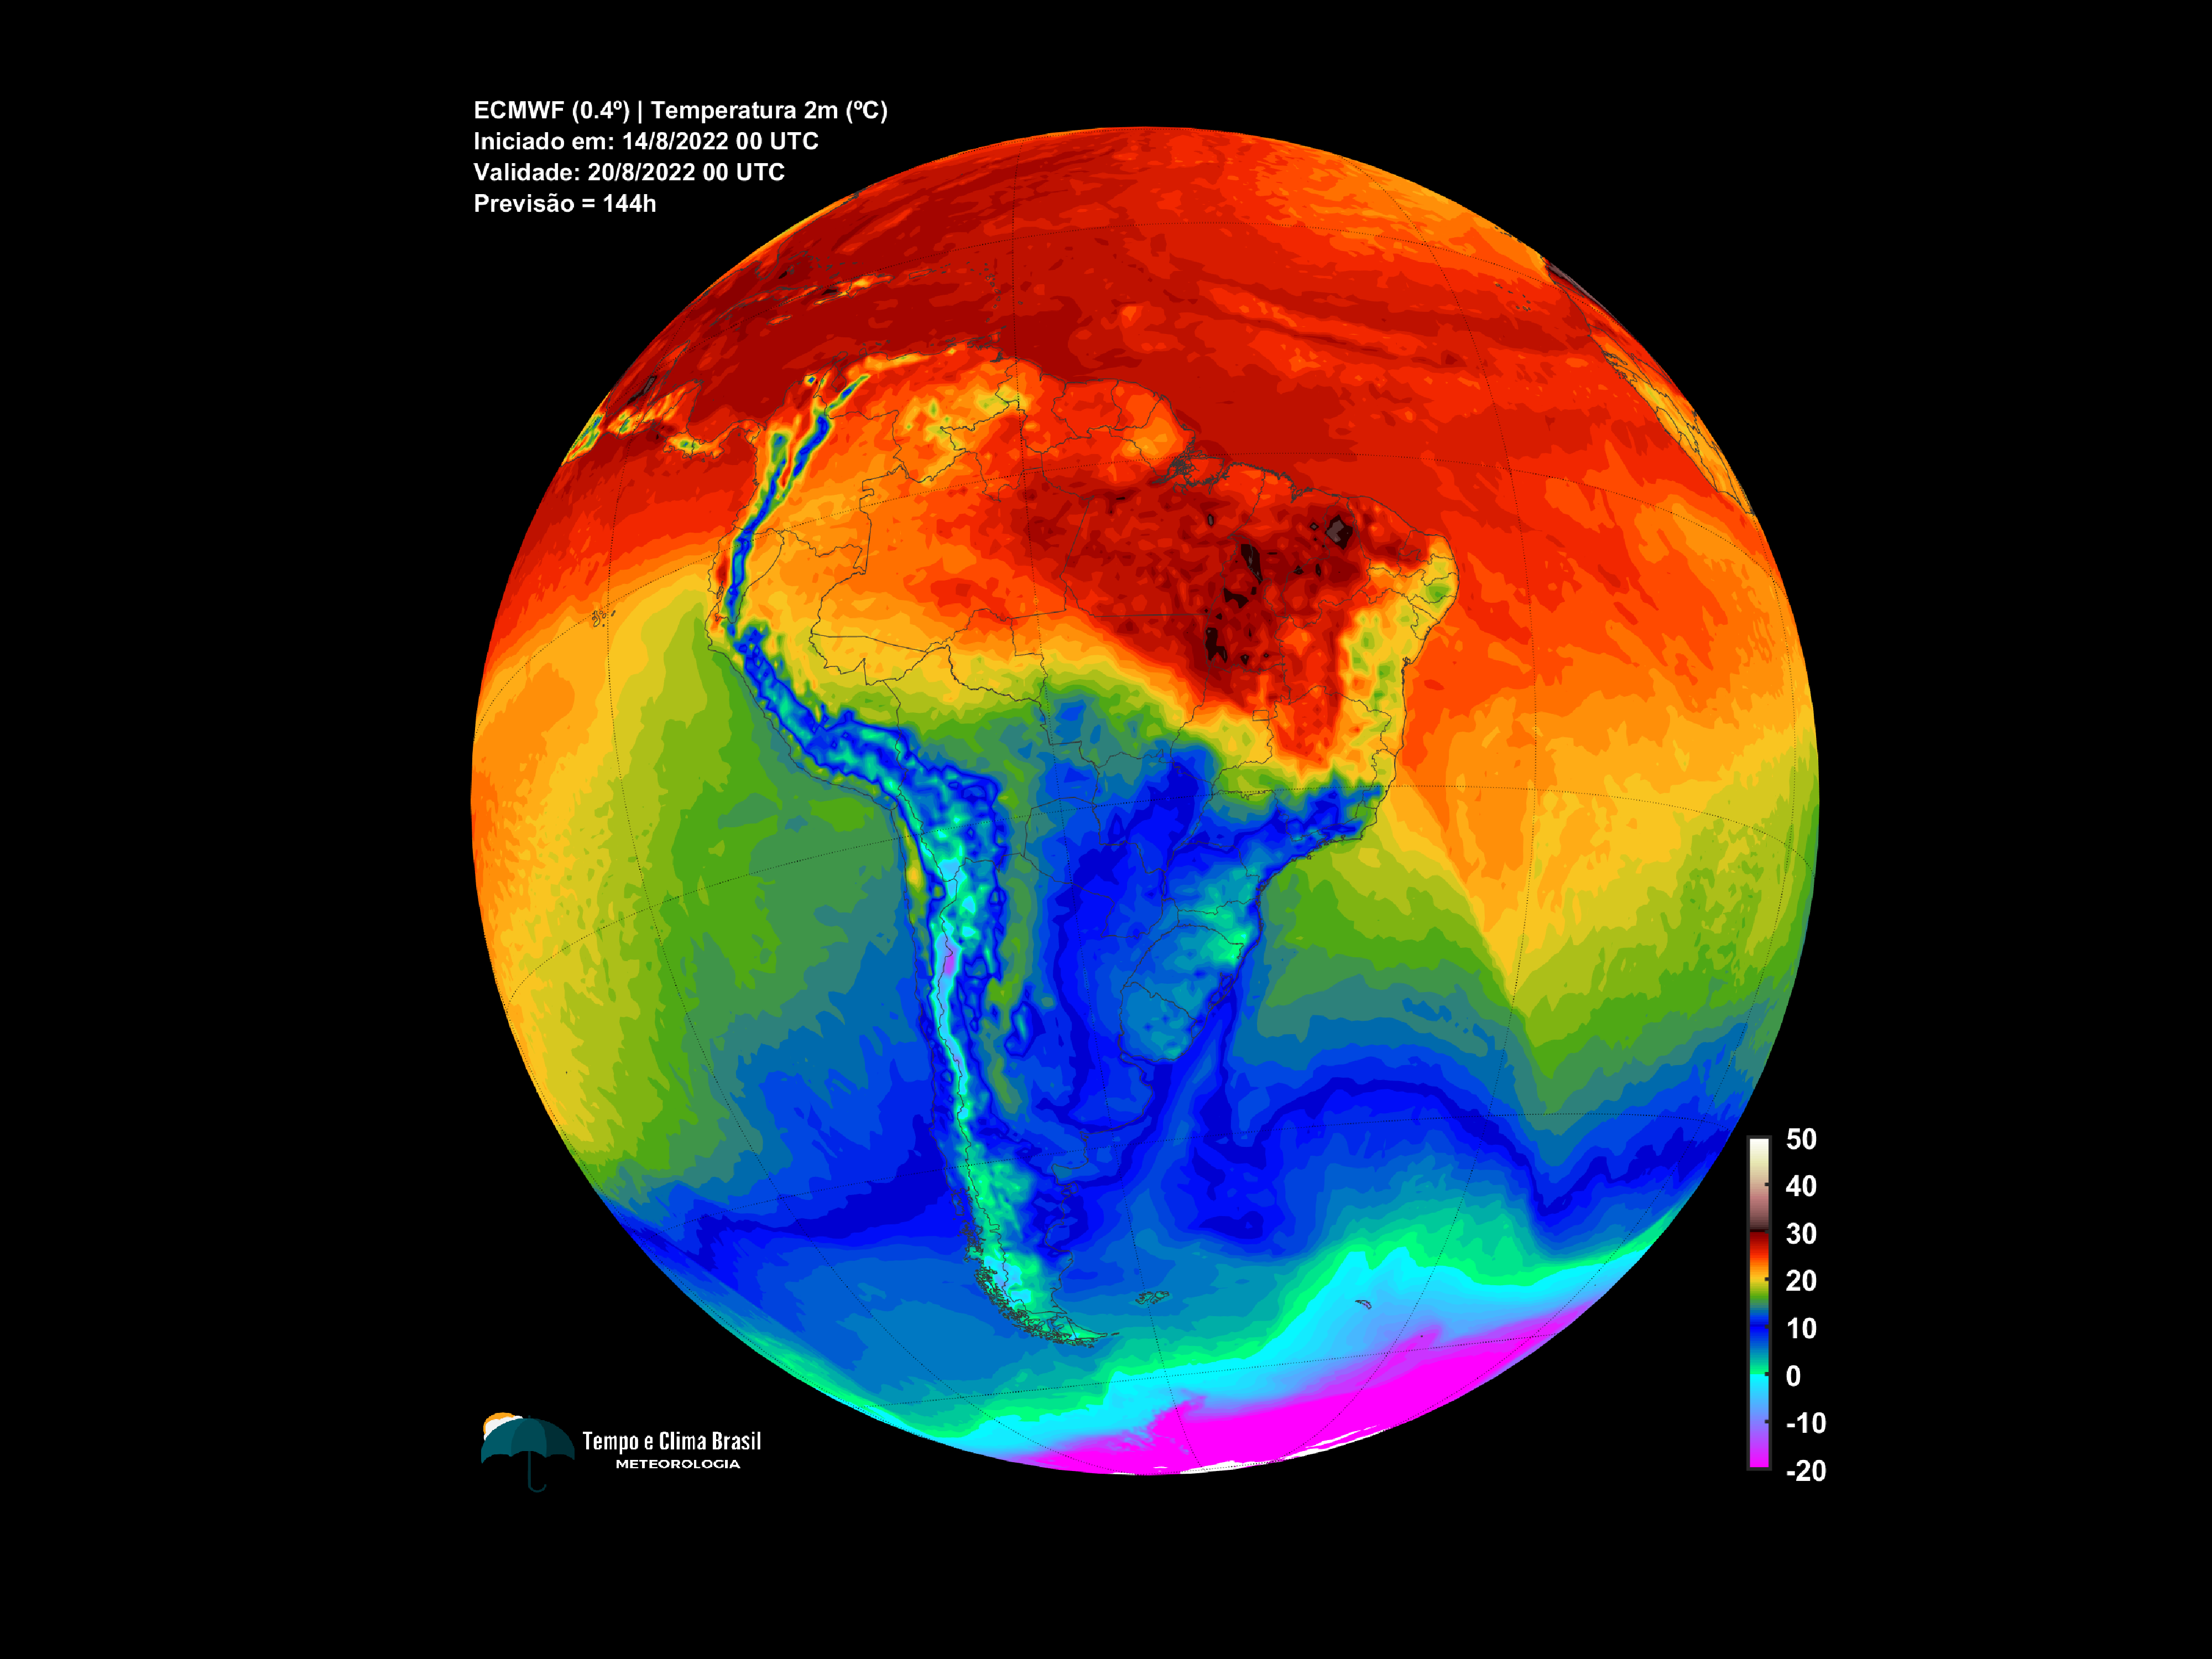 ECMWF (0.4º) | Temperatura 2m (ºC)
Iniciado em: 14/8/2022 00 UTC
Validade: 20/8/2022 00 UTC
Previsão = 144h
50
40
30
20
10
0
-10
-20
Tempo e Clima Brasil
METEOROLOGIA